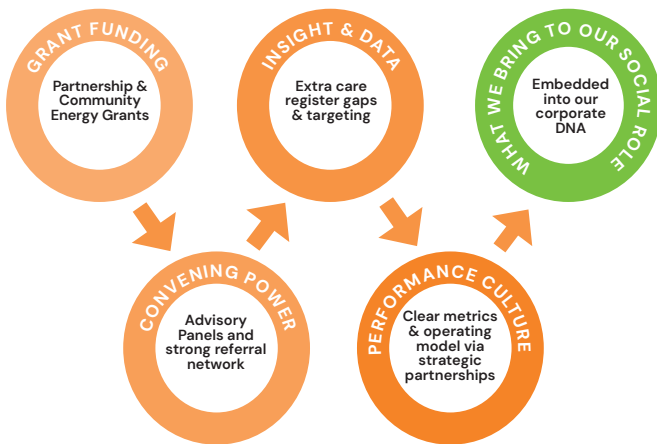 GRANT FUNDING
Partnership &
Community
Energy Grants
CONVENING POWER
Advisory
Panels and
strong referral
network
INSIGHT & DATA
Extra care
register gaps
& targeting
PERFORMANCE CULTURE
Clear metrics
& operating
model via
strategic
partnerships
WHAT WE BRING TO OUR SOCIAL ROLE
Embedded
into our
corporate
DNA